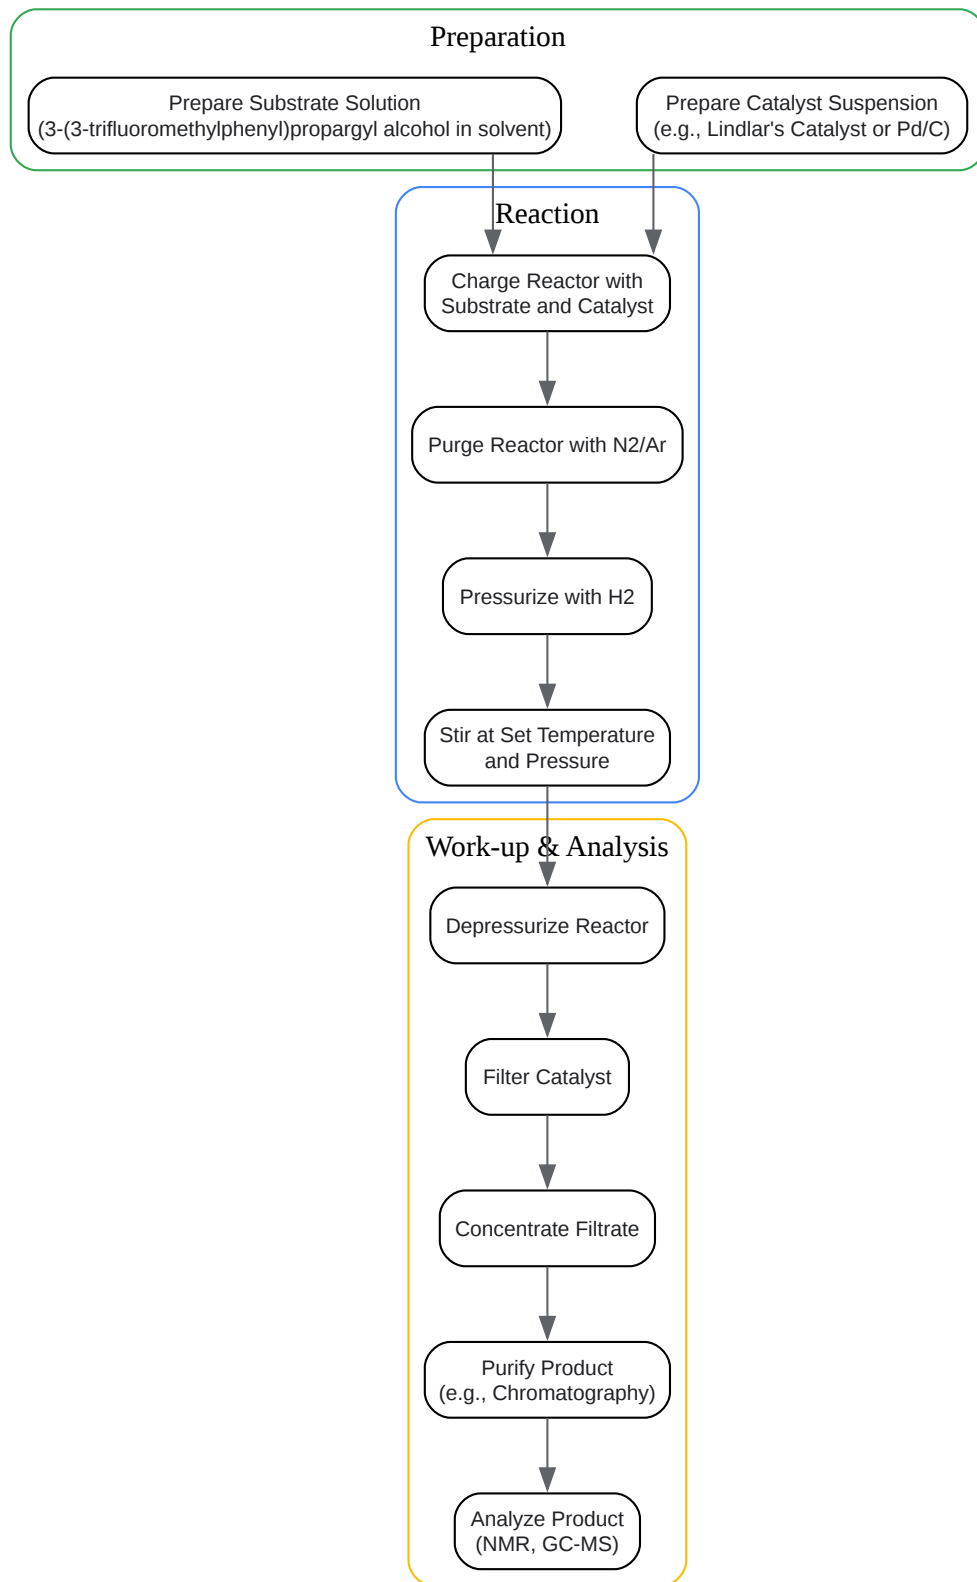 Preparation
Prepare Substrate Solution
(3-(3-trifluoromethylphenyl)propargyl alcohol in solvent)
Prepare Catalyst Suspension
(e.g., Lindlar's Catalyst or Pd/C)
Reaction
Charge Reactor with
Substrate and Catalyst
Purge Reactor with N2/Ar
Pressurize with H2
Stir at Set Temperature
and Pressure
Work-up & Analysis
Depressurize Reactor
Filter Catalyst
Concentrate Filtrate
Purify Product
(e.g., Chromatography)
Analyze Product
(NMR, GC-MS)